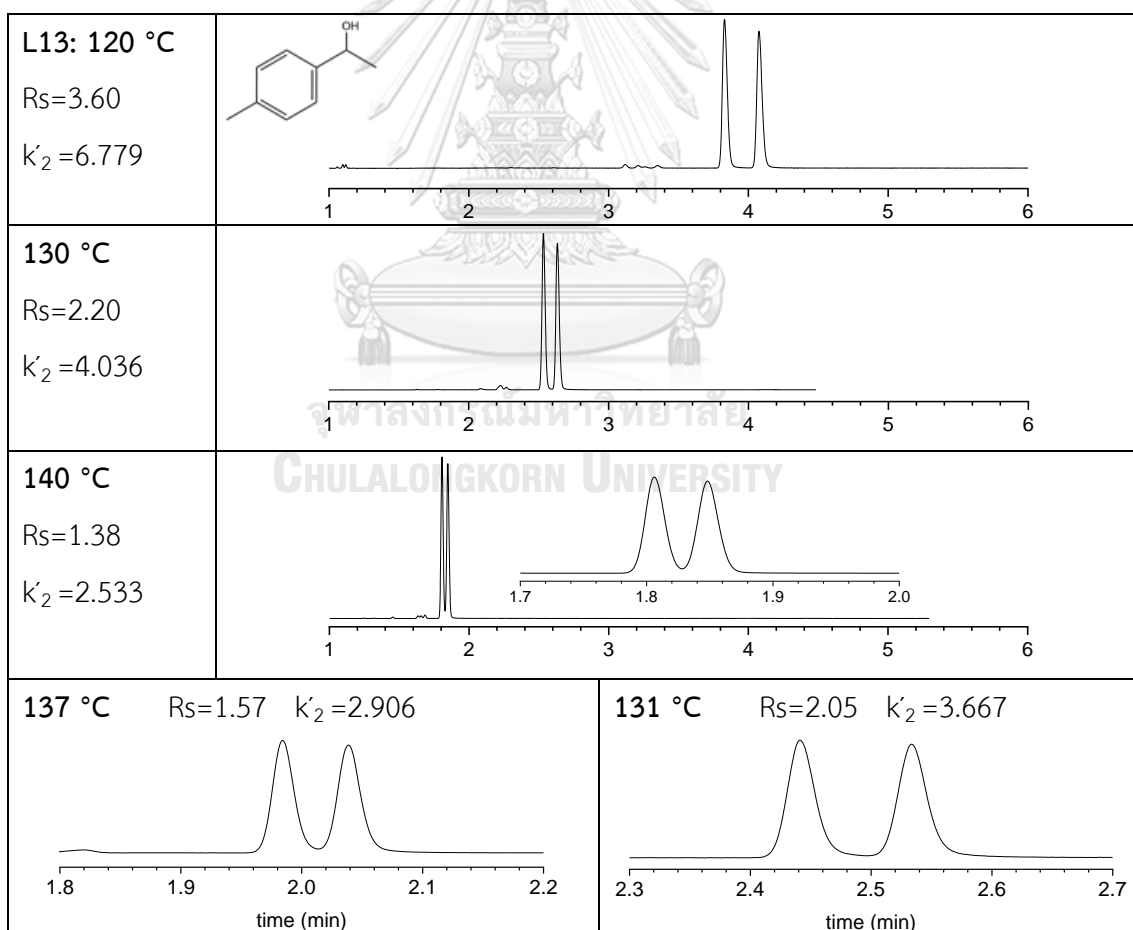 L13: 120 °C
Rs=3.60
k′₂ =6.779
OH
1 2 3 4 5 6
130 °C
Rs=2.20
k′₂ =4.036
1 2 3 4 5 6
จุฬาลงกรณ์มหาวิทยาลัย
CHULALONGKORN UNIVERSITY
140 °C
Rs=1.38
k′₂ =2.533
1.7 1.8 1.9 2.0
1 2 3 4 5 6
137 °C Rs=1.57 k′₂ =2.906
1.8 1.9 2.0 2.1 2.2
time (min)
131 °C Rs=2.05 k′₂ =3.667
2.3 2.4 2.5 2.6 2.7
time (min)